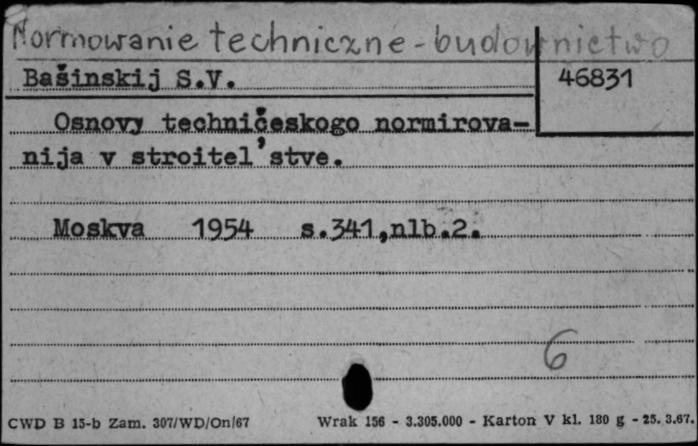 Normowanie techniczne - budownictwo
Bašinskij S.V.
46831
Osnovy techničeskogo normirova-
nija v stroitel'stve.
Moskva 1954 s.341,nlb.2.
6
CWD B 15-b Zam. 307/WD/On/67 Wrak 156 - 3.305.000 - Karton V kl. 180 g - 25. 3.67.